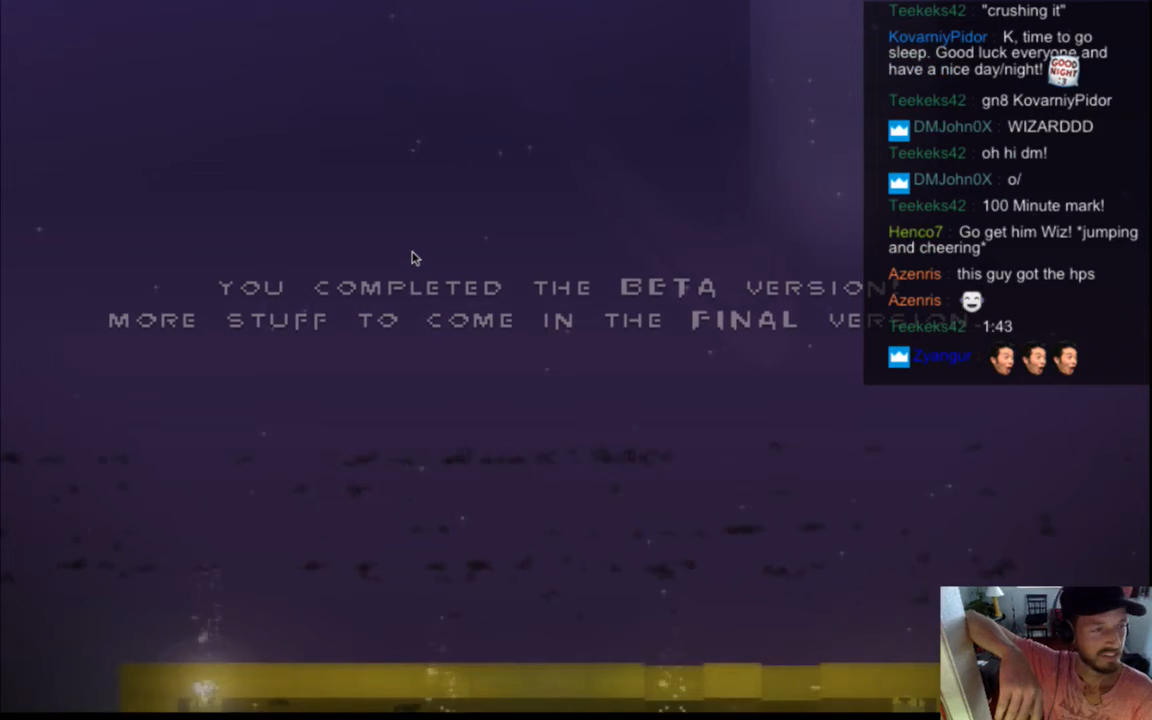 Teekeks42 : "crushing it"
KovarniyPidor : K, time to go
sleep. Good luck everyone and
have a nice day/night! GOOD NIGHT :3
Teekeks42 : gn8 KovarniyPidor
DMJohn0X : WIZARDDD
Teekeks42 : oh hi dm!
DMJohn0X : o/
Teekeks42 : 100 Minute mark!
Henco7 : Go get him Wiz! *jumping
and cheering*
Azenris : this guy got the hps
Azenris :
Teekeks42 : 1:43
Zyangur :
YOU COMPLETED THE BETA VERSION!
MORE STUFF TO COME IN THE FINAL VERSION.